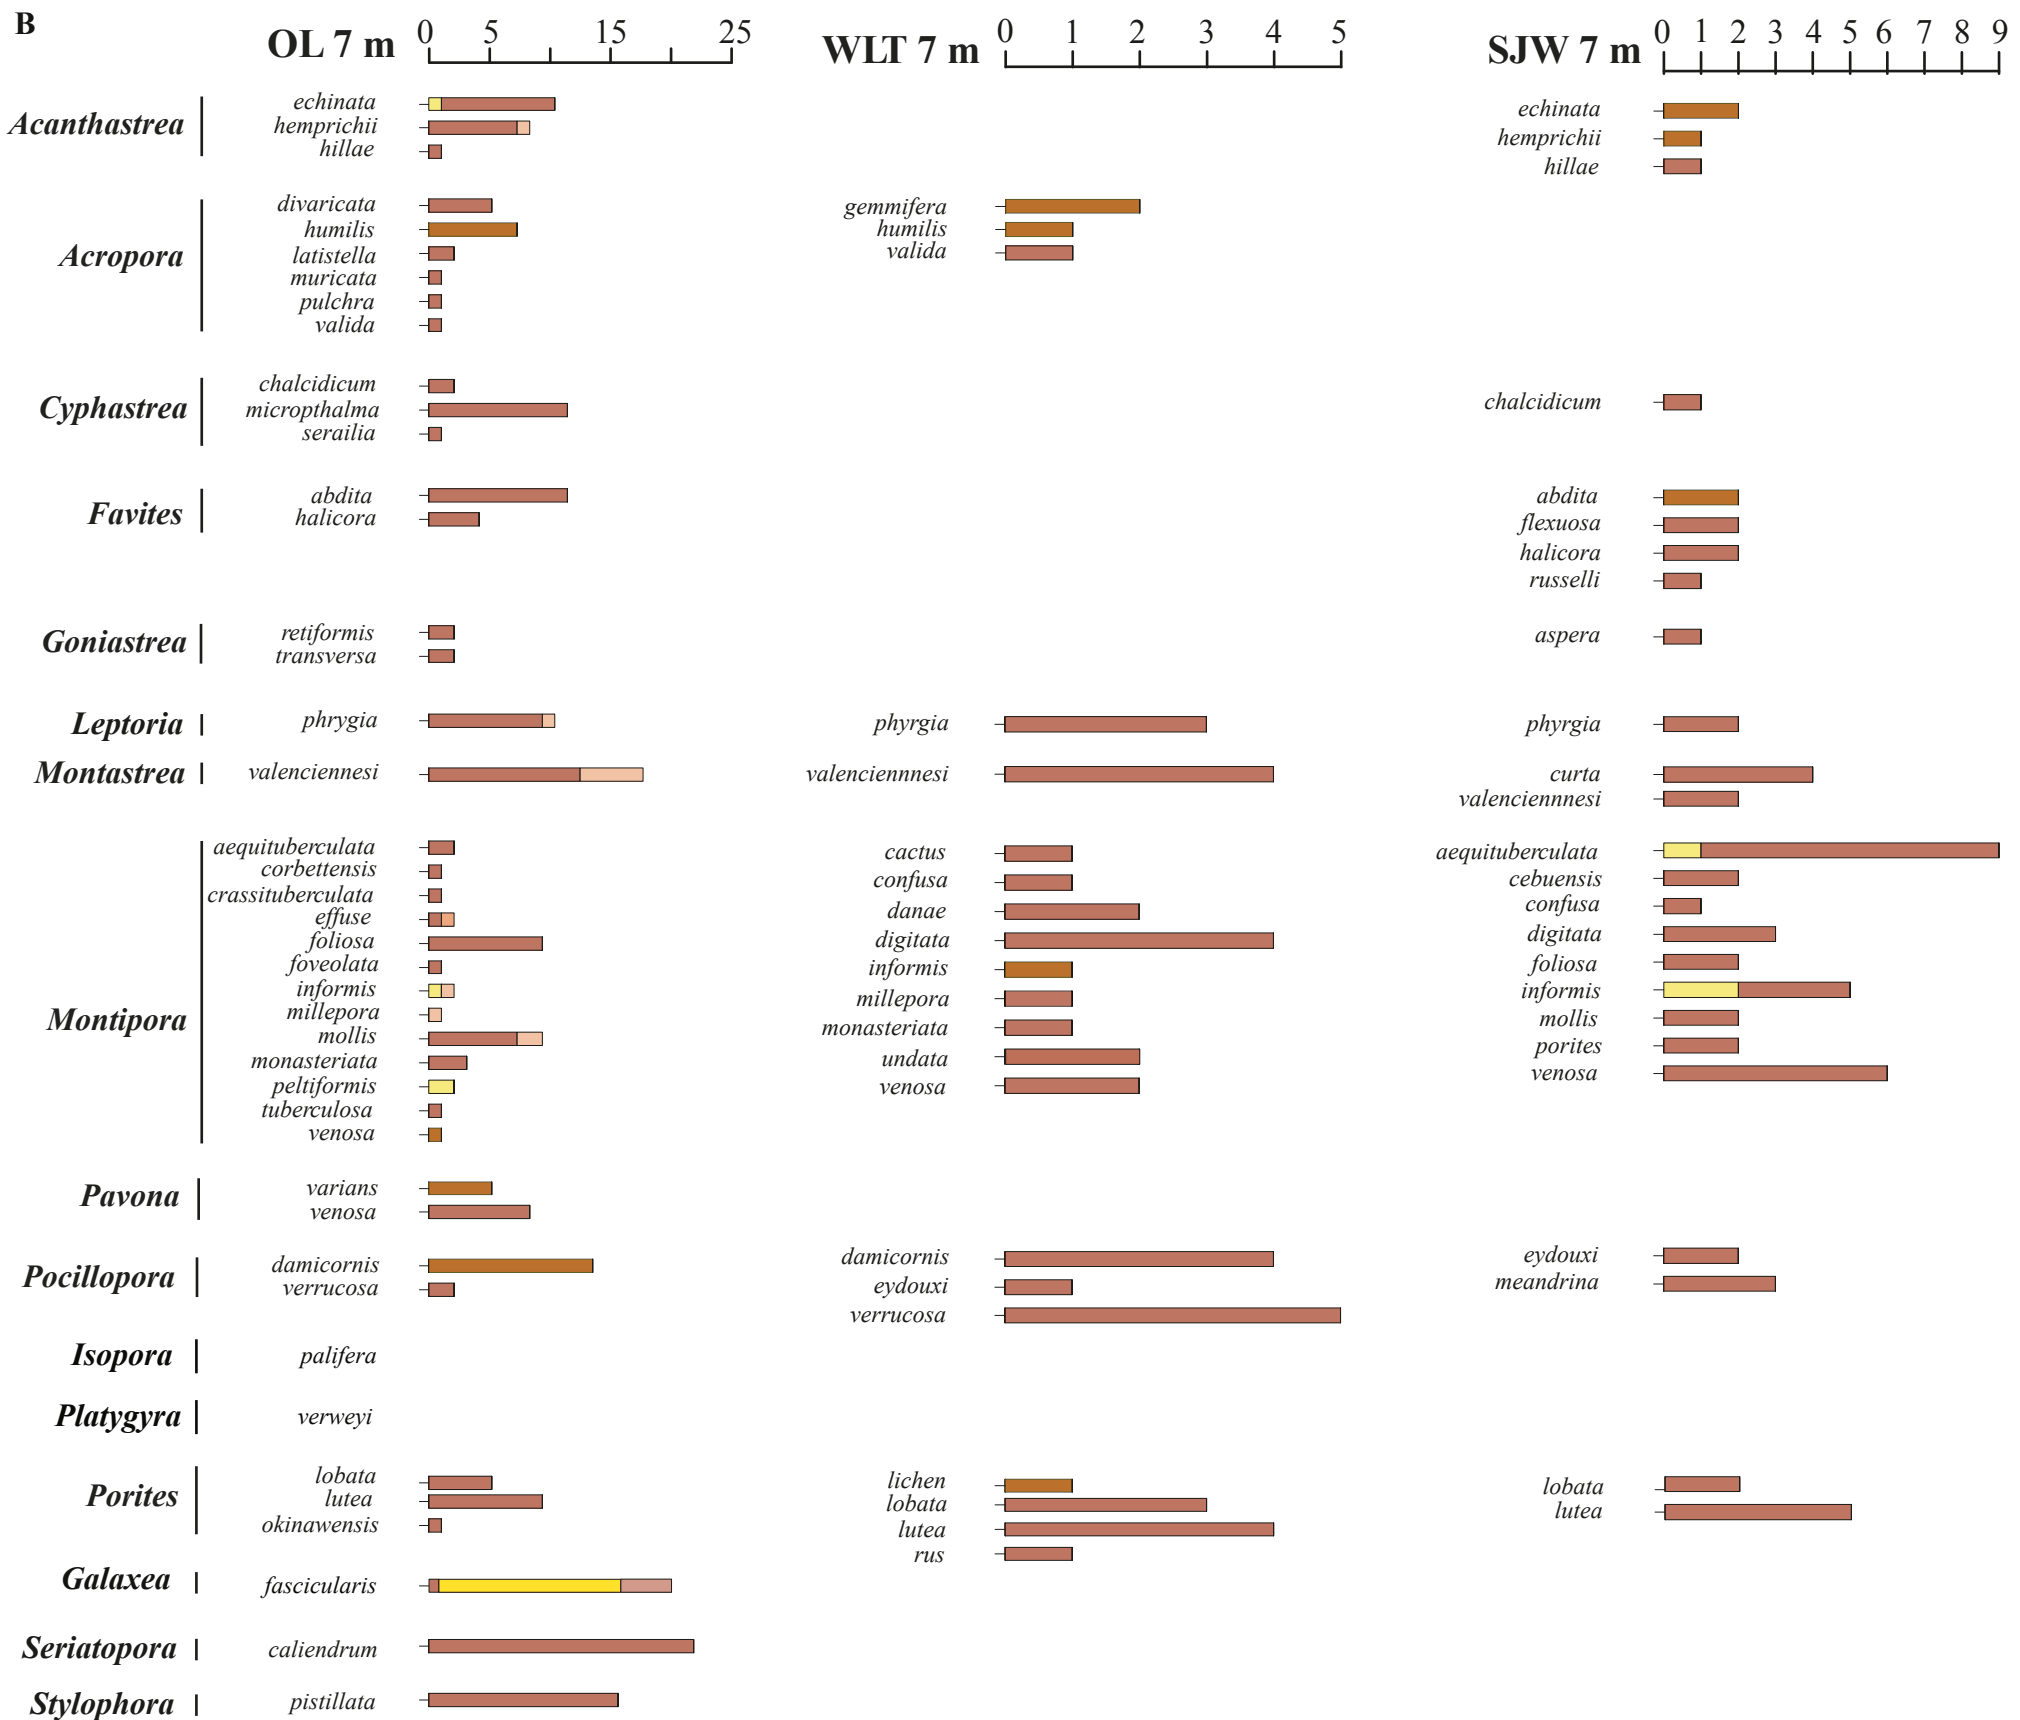 B
OL 7 m
0 5 15 25
WLT 7 m
0 1 2 3 4 5
SJW 7 m
0 1 2 3 4 5 6 7 8 9
Acanthastrea
echinata
hemprichii
hillae
echinata
hemprichii
hillae
Acropora
divaricata
humilis
latistella
muricata
pulchra
valida
gemmifera
humilis
valida
Cyphastrea
chalcidicum
micropthalma
serailia
chalcidicum
Favites
abdita
halicora
abdita
flexuosa
halicora
russelli
Goniastrea
retiformis
transversa
aspera
Leptoria
phrygia
phyrgia
phyrgia
Montastrea
valenciennesi
valenciennnesi
curta
valenciennnesi
Montipora
aequituberculata
corbettensis
crassituberculata
effuse
foliosa
foveolata
informis
millepora
mollis
monasteriata
peltiformis
tuberculosa
venosa
cactus
confusa
danae
digitata
informis
millepora
monasteriata
undata
venosa
aequituberculata
cebuensis
confusa
digitata
foliosa
informis
mollis
porites
venosa
Pavona
varians
venosa
Pocillopora
damicornis
verrucosa
damicornis
eydouxi
verrucosa
eydouxi
meandrina
Isopora
palifera
Platygyra
verweyi
Porites
lobata
lutea
okinawensis
lichen
lobata
lutea
rus
lobata
lutea
Galaxea
fascicularis
Seriatopora
caliendrum
Stylophora
pistillata